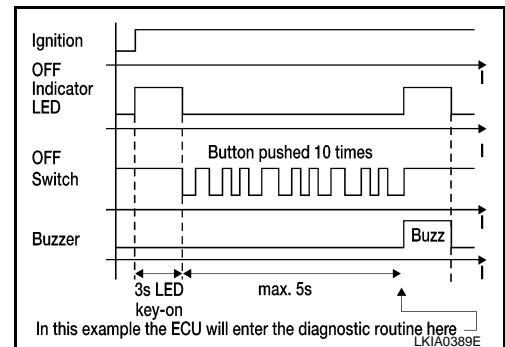 Ignition
OFF
Indicator
LED
OFF
Switch
Button pushed 10 times
Buzzer
Buzz
3s LED
key-on
max. 5s
In this example the ECU will enter the diagnostic routine here
LKIA0389E